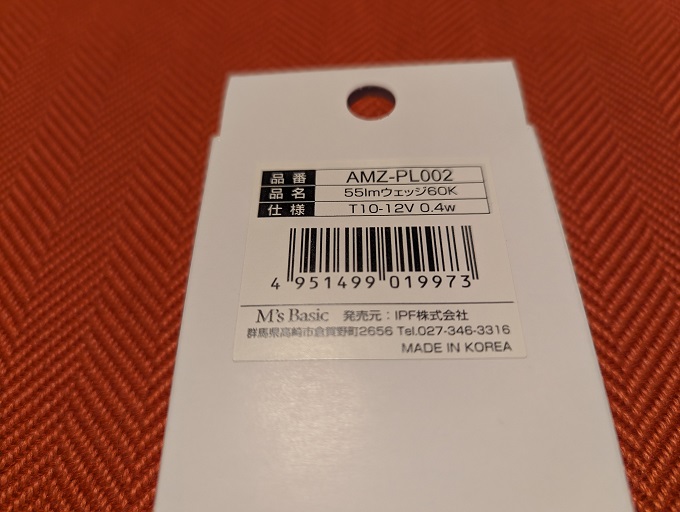 品番 AMZ-PL002
品名 55lmウェッジ60K
仕様 T10-12V 0.4w
4 951499 019973
M's Basic 発売元：IPF株式会社
群馬県高崎市倉賀野町2656 Tel.027-346-3316
MADE IN KOREA